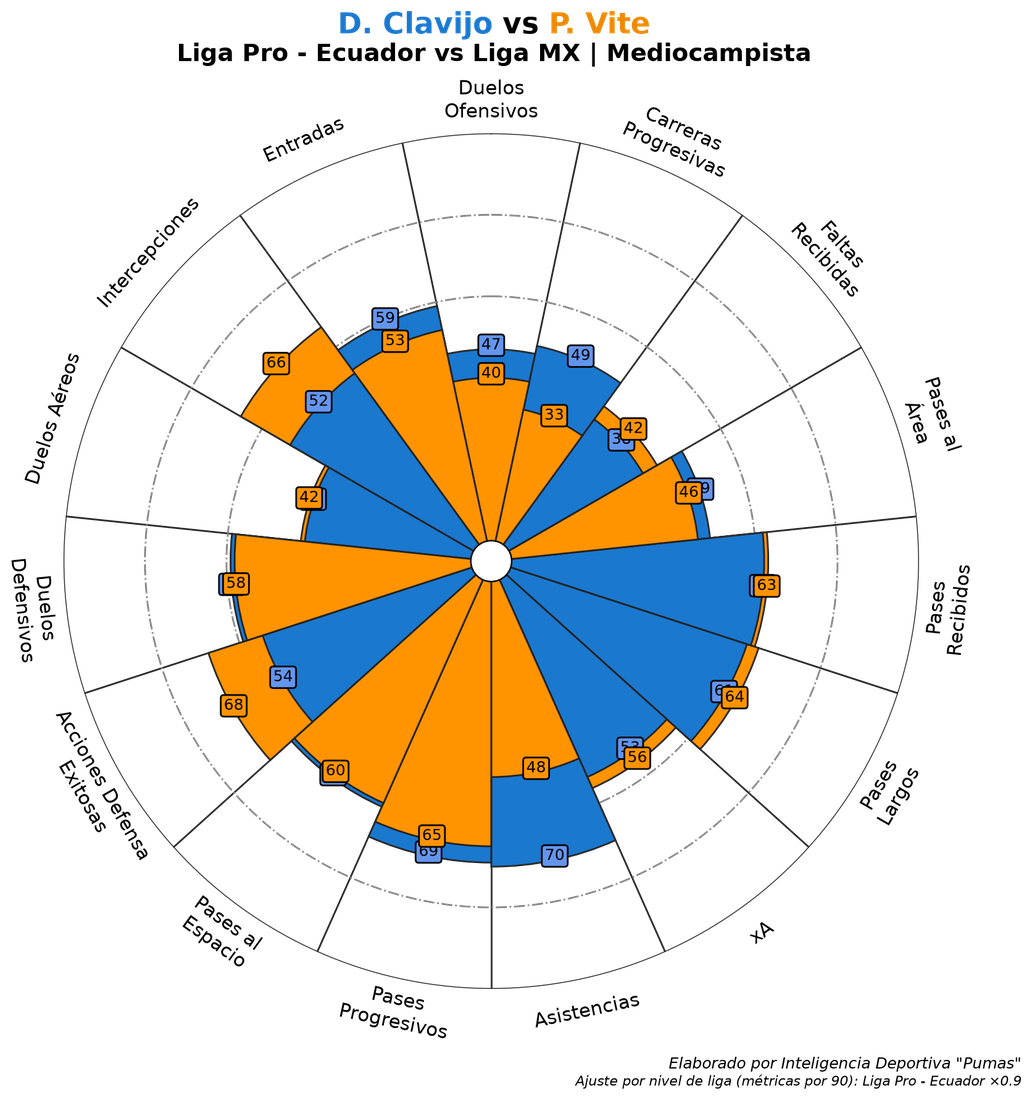 D. Clavijo vs P. Vite
Liga Pro - Ecuador vs Liga MX | Mediocampista
Duelos
Ofensivos
Carreras
Progresivas
Faltas
Recibidas
Pases al
Área
Pases
Recibidos
Pases
Largos
xA
Asistencias
Pases
Progresivos
Pases al
Espacio
Acciones Defensa
Exitosas
Duelos
Defensivos
Duelos Aéreos
Intercepciones
Entradas
47
40
49
33
42
46
63
64
53
56
48
70
65
69
60
54
68
58
42
52
66
59
53
Elaborado por Inteligencia Deportiva "Pumas"
Ajuste por nivel de liga (métricas por 90): Liga Pro - Ecuador ×0.9